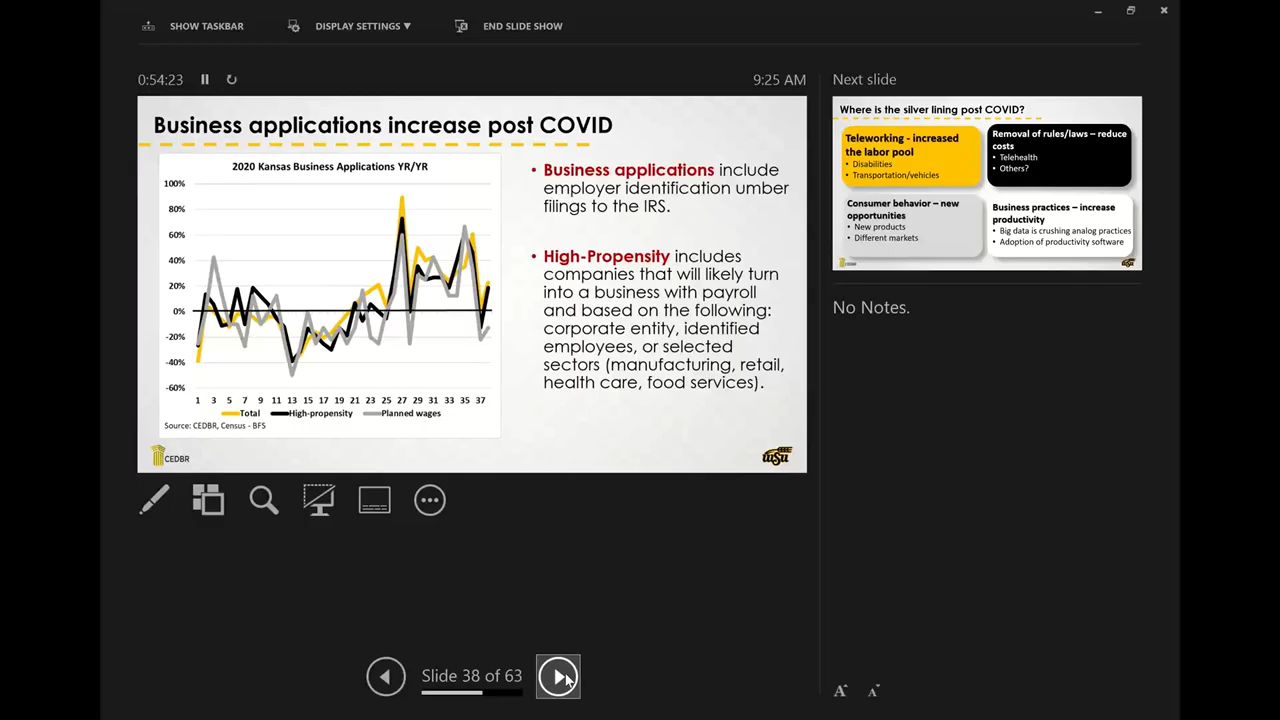 SHOW TASKBAR
DISPLAY SETTINGS ▼
END SLIDE SHOW
0:54:23
9:25 AM
Business applications increase post COVID
2020 Kansas Business Applications YR/YR
100%
80%
60%
40%
20%
0%
-20%
-40%
-60%
1 3 5 7 9 11 13 15 17 19 21 23 25 27 29 31 33 35 37
Total High-propensity Planned wages
Source: CEDBR, Census - BFS
• Business applications include
employer identification umber
filings to the IRS.
• High-Propensity includes
companies that will likely turn
into a business with payroll
and based on the following:
corporate entity, identified
employees, or selected
sectors (manufacturing, retail,
health care, food services).
CEDBR
WSU
Next slide
Where is the silver lining post COVID?
Teleworking - increased
the labor pool
• Disabilities
• Transportation/vehicles
Removal of rules/laws – reduce
costs
• Telehealth
• Others?
Consumer behavior – new
opportunities
• New products
• Different markets
Business practices – increase
productivity
• Big data is crushing analog practices
• Adoption of productivity software
No Notes.
Slide 38 of 63
A A